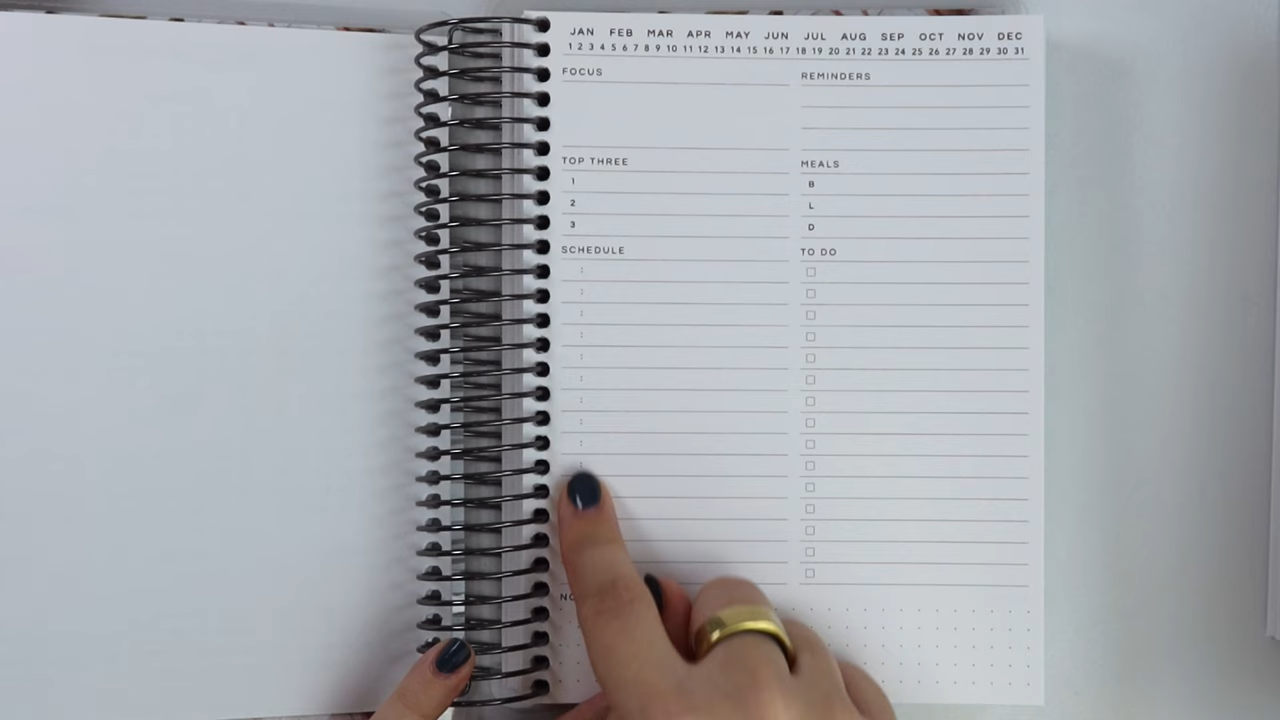 JAN FEB MAR APR MAY JUN JUL AUG SEP OCT NOV DEC
1 2 3 4 5 6 7 8 9 10 11 12 13 14 15 16 17 18 19 20 21 22 23 24 25 26 27 28 29 30 31
FOCUS
REMINDERS
TOP THREE
1
2
3
MEALS
B
L
D
SCHEDULE
:
:
:
:
:
:
:
:
:
:
TO DO